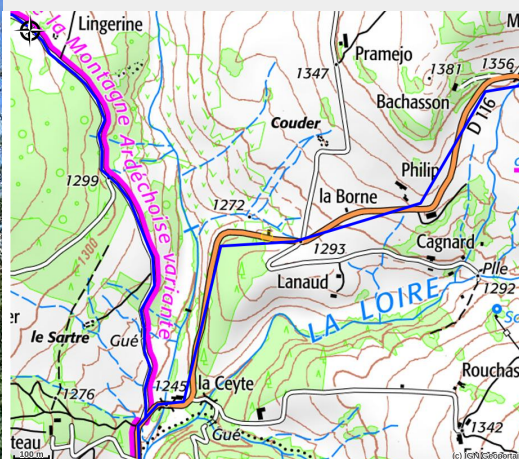 Lingerine
la Montagne Ardéchoise variante
Pramejo
1347
1381
1356
Bachasson
D 116
Couder
Philip
1299
1272
la Borne
1300
1293
Cagnard
Lanaud
Plle
1292
LA LOIRE
le Sartre
Gué
1276
1245
la Ceyte
Rouchas
Gué
1342
teau
100 m